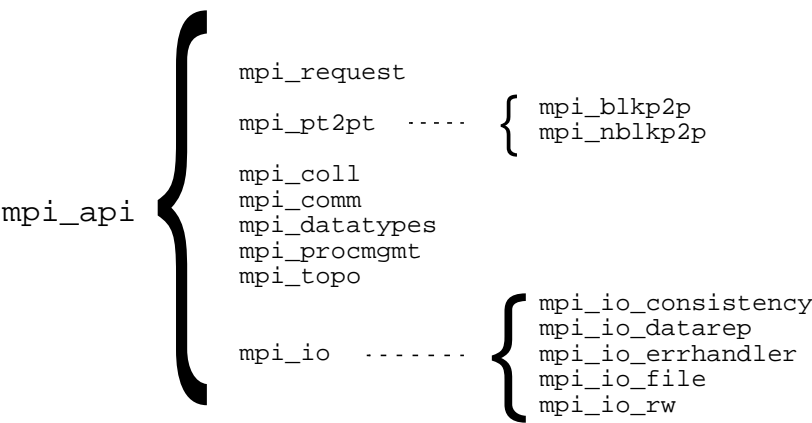 mpi_api
mpi_request
mpi_pt2pt
mpi_blkp2p
mpi_nblkp2p
mpi_coll
mpi_comm
mpi_datatypes
mpi_procmgmt
mpi_topo
mpi_io
mpi_io_consistency
mpi_io_datarep
mpi_io_errhandler
mpi_io_file
mpi_io_rw